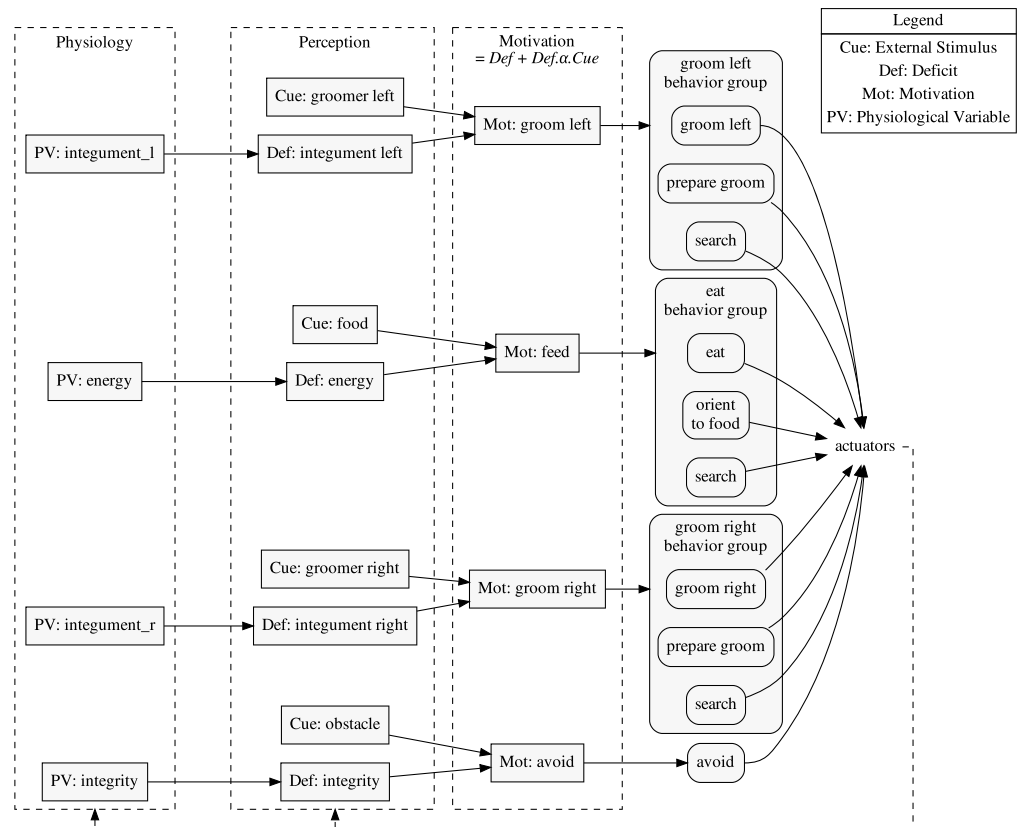 Physiology
PV: integument_l
PV: energy
PV: integument_r
PV: integrity
Perception
Cue: groomer left
Def: integument left
Cue: food
Def: energy
Cue: groomer right
Def: integument right
Cue: obstacle
Def: integrity
Motivation
= Def + Def.α.Cue
Mot: groom left
Mot: feed
Mot: groom right
Mot: avoid
groom left
behavior group
groom left
prepare groom
search
eat
behavior group
eat
orient
to food
search
groom right
behavior group
groom right
prepare groom
search
avoid
actuators
Legend
Cue: External Stimulus
Def: Deficit
Mot: Motivation
PV: Physiological Variable